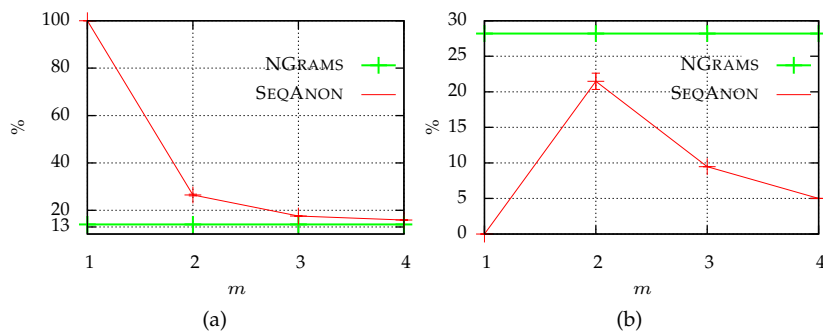 100
80
60
40
20
13
%
NGRAMS
SEQANON
1 2 3 4
m
(a)
30
25
20
15
10
5
0
%
NGRAMS
SEQANON
1 2 3 4
m
(b)